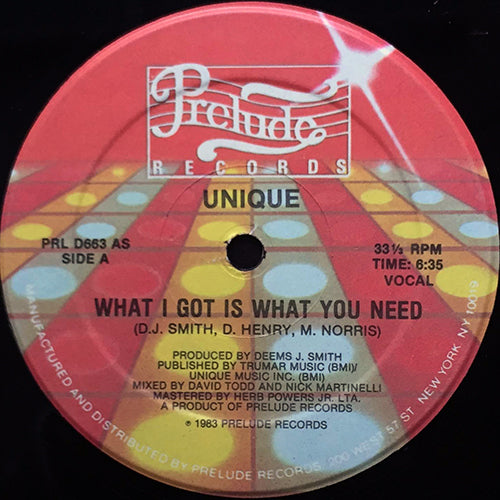 Prelude
RECORDS
UNIQUE
PRL D663 AS
SIDE A
33⅓ RPM
TIME: 6:35
VOCAL
WHAT I GOT IS WHAT YOU NEED
(D.J. SMITH, D. HENRY, M. NORRIS)
PRODUCED BY DEEMS J. SMITH
PUBLISHED BY TRUMAR MUSIC (BMI)/
UNIQUE MUSIC INC. (BMI)
MIXED BY DAVID TODD AND NICK MARTINELLI
MASTERED BY HERB POWERS JR. LTA.
A PRODUCT OF PRELUDE RECORDS
℗ 1983 PRELUDE RECORDS
MANUFACTURED AND DISTRIBUTED BY PRELUDE RECORDS, 200 WEST 57 ST. NEW YORK, NY 10019